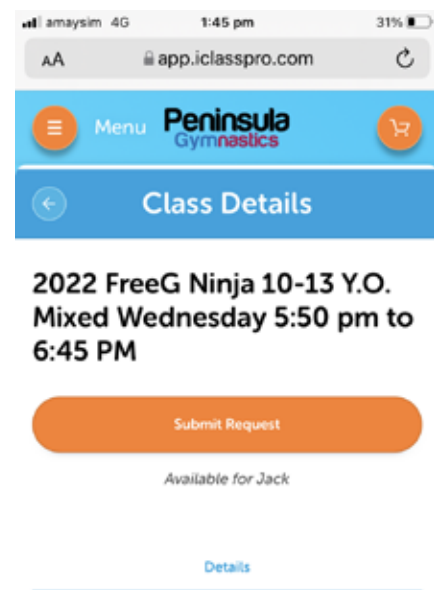 amaysim 4G 1:45 pm 31%
AA app.iclasspro.com
Menu Peninsula
Gymnastics
Class Details
2022 FreeG Ninja 10-13 Y.O.
Mixed Wednesday 5:50 pm to
6:45 PM
Submit Request
Available for Jack
Details